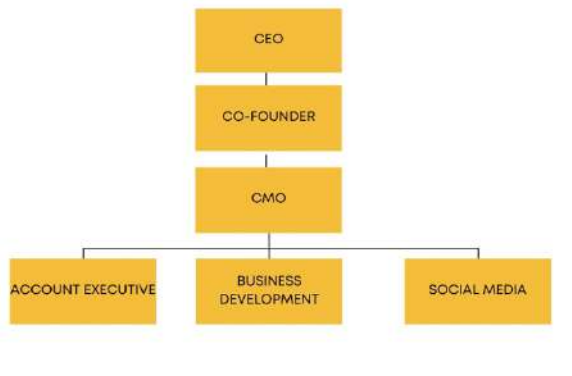 CEO
CO-FOUNDER
CMO
ACCOUNT EXECUTIVE
BUSINESS
DEVELOPMENT
SOCIAL MEDIA